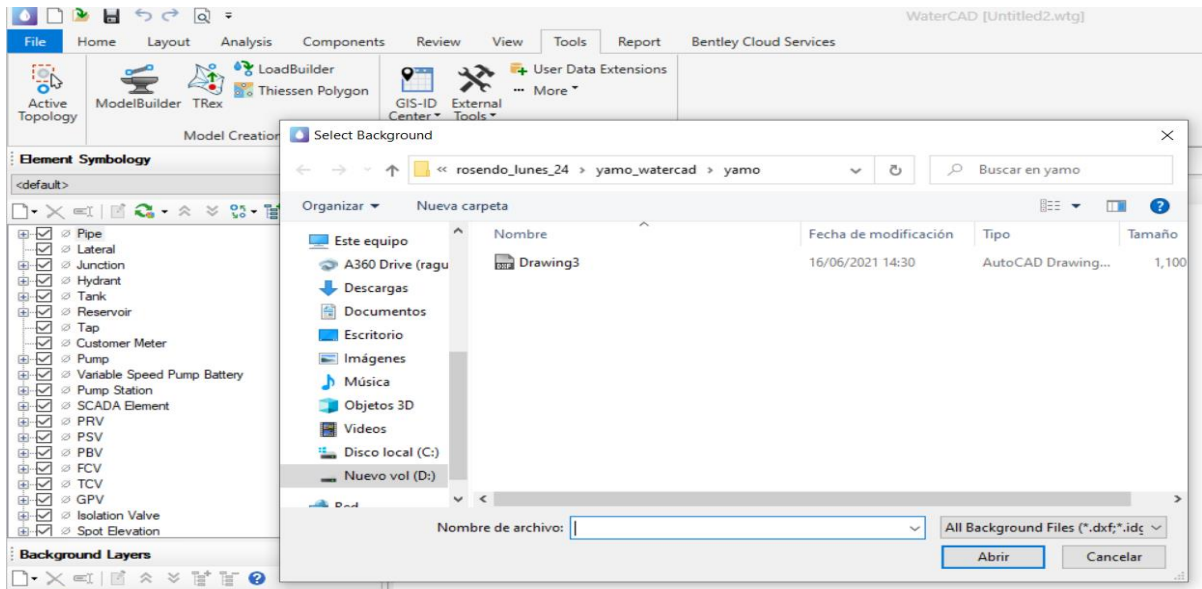 WaterCAD [Untitled2.wtg]
File Home Layout Analysis Components Review View Tools Report Bentley Cloud Services
Active Topology
ModelBuilder
TRex
LoadBuilder
Thiessen Polygon
GIS-ID Center
External Tools
User Data Extensions
More
Model Creation
Select Background
« rosendo_lunes_24 › yamo_watercad › yamo
Buscar en yamo
Organizar Nueva carpeta
Element Symbology
<default>
Pipe
Lateral
Junction
Hydrant
Tank
Reservoir
Tap
Customer Meter
Pump
Variable Speed Pump Battery
Pump Station
SCADA Element
PRV
PSV
PBV
FCV
TCV
GPV
Isolation Valve
Spot Elevation
Background Layers
Este equipo
A360 Drive (ragu
Descargas
Documentos
Escritorio
Imágenes
Música
Objetos 3D
Videos
Disco local (C:)
Nuevo vol (D:)
Nombre Fecha de modificación Tipo Tamaño
DXF Drawing3 16/06/2021 14:30 AutoCAD Drawing... 1,100
Nombre de archivo: All Background Files (*.dxf;*.idg
Abrir Cancelar